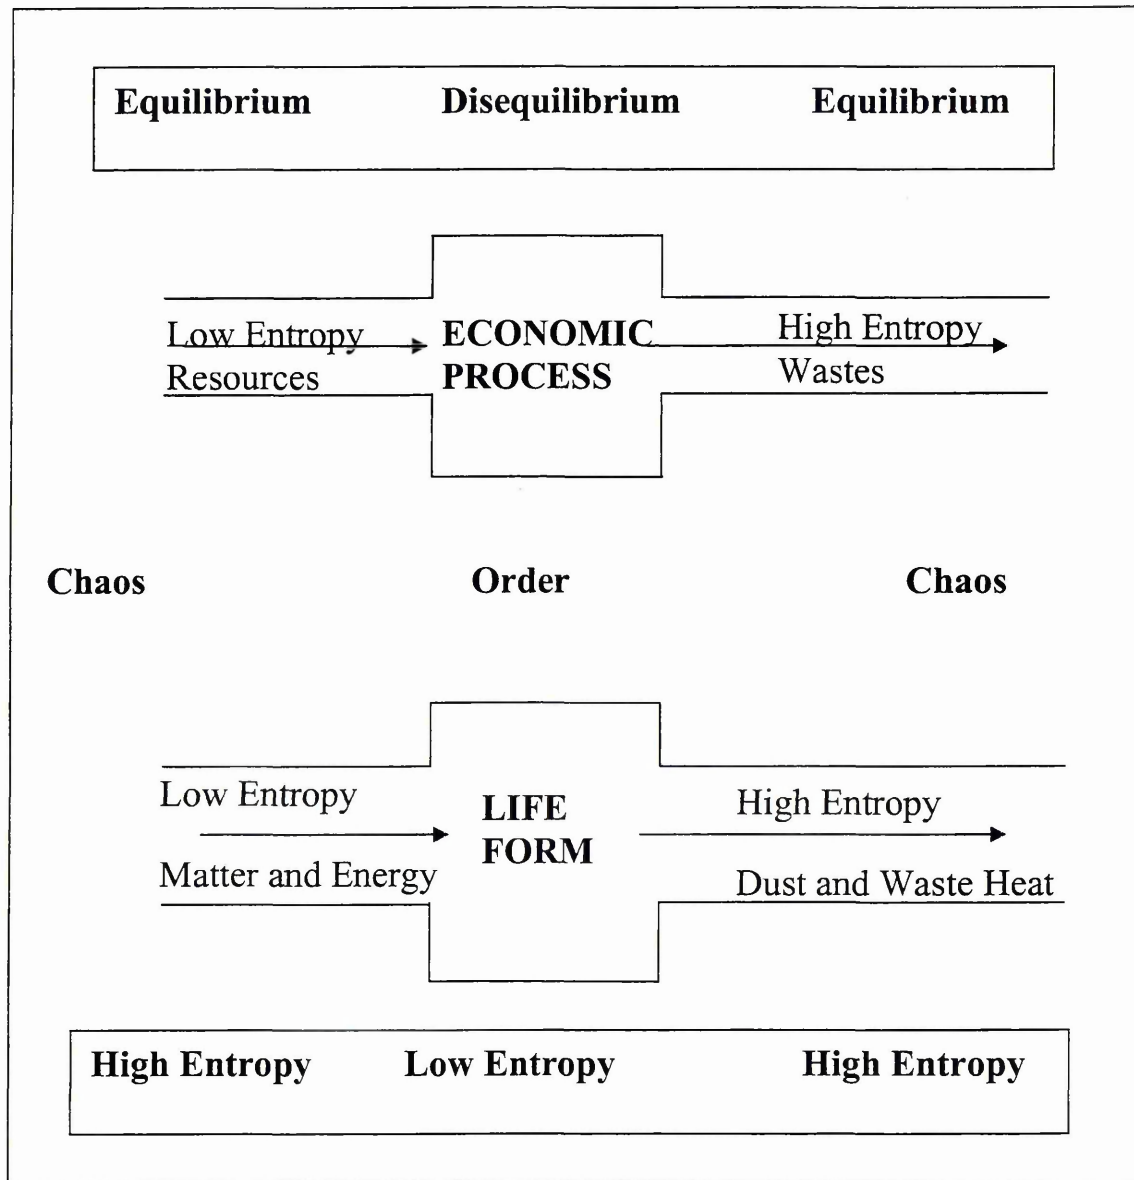 Equilibrium Disequilibrium Equilibrium
Low Entropy ECONOMIC High Entropy
Resources PROCESS Wastes
Chaos Order Chaos
Low Entropy LIFE High Entropy
FORM
Matter and Energy Dust and Waste Heat
High Entropy Low Entropy High Entropy